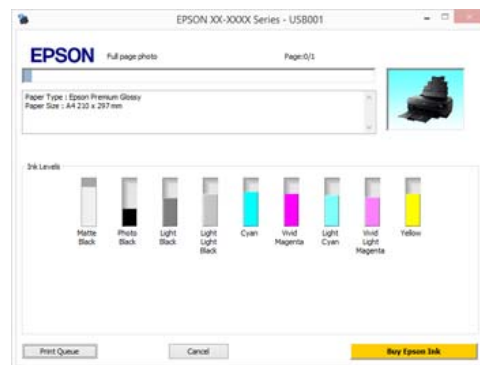 EPSON XX-XXXX Series - USB001
EPSON
Full page photo
Page:0/1
Paper Type : Epson Premium Glossy
Paper Size : A4 210 x 297 mm
Ink Levels
Matte Black
Photo Black
Light Black
Light Light Black
Cyan
Vivid Magenta
Light Cyan
Vivid Light Magenta
Yellow
Print Queue
Cancel
Buy Epson Ink